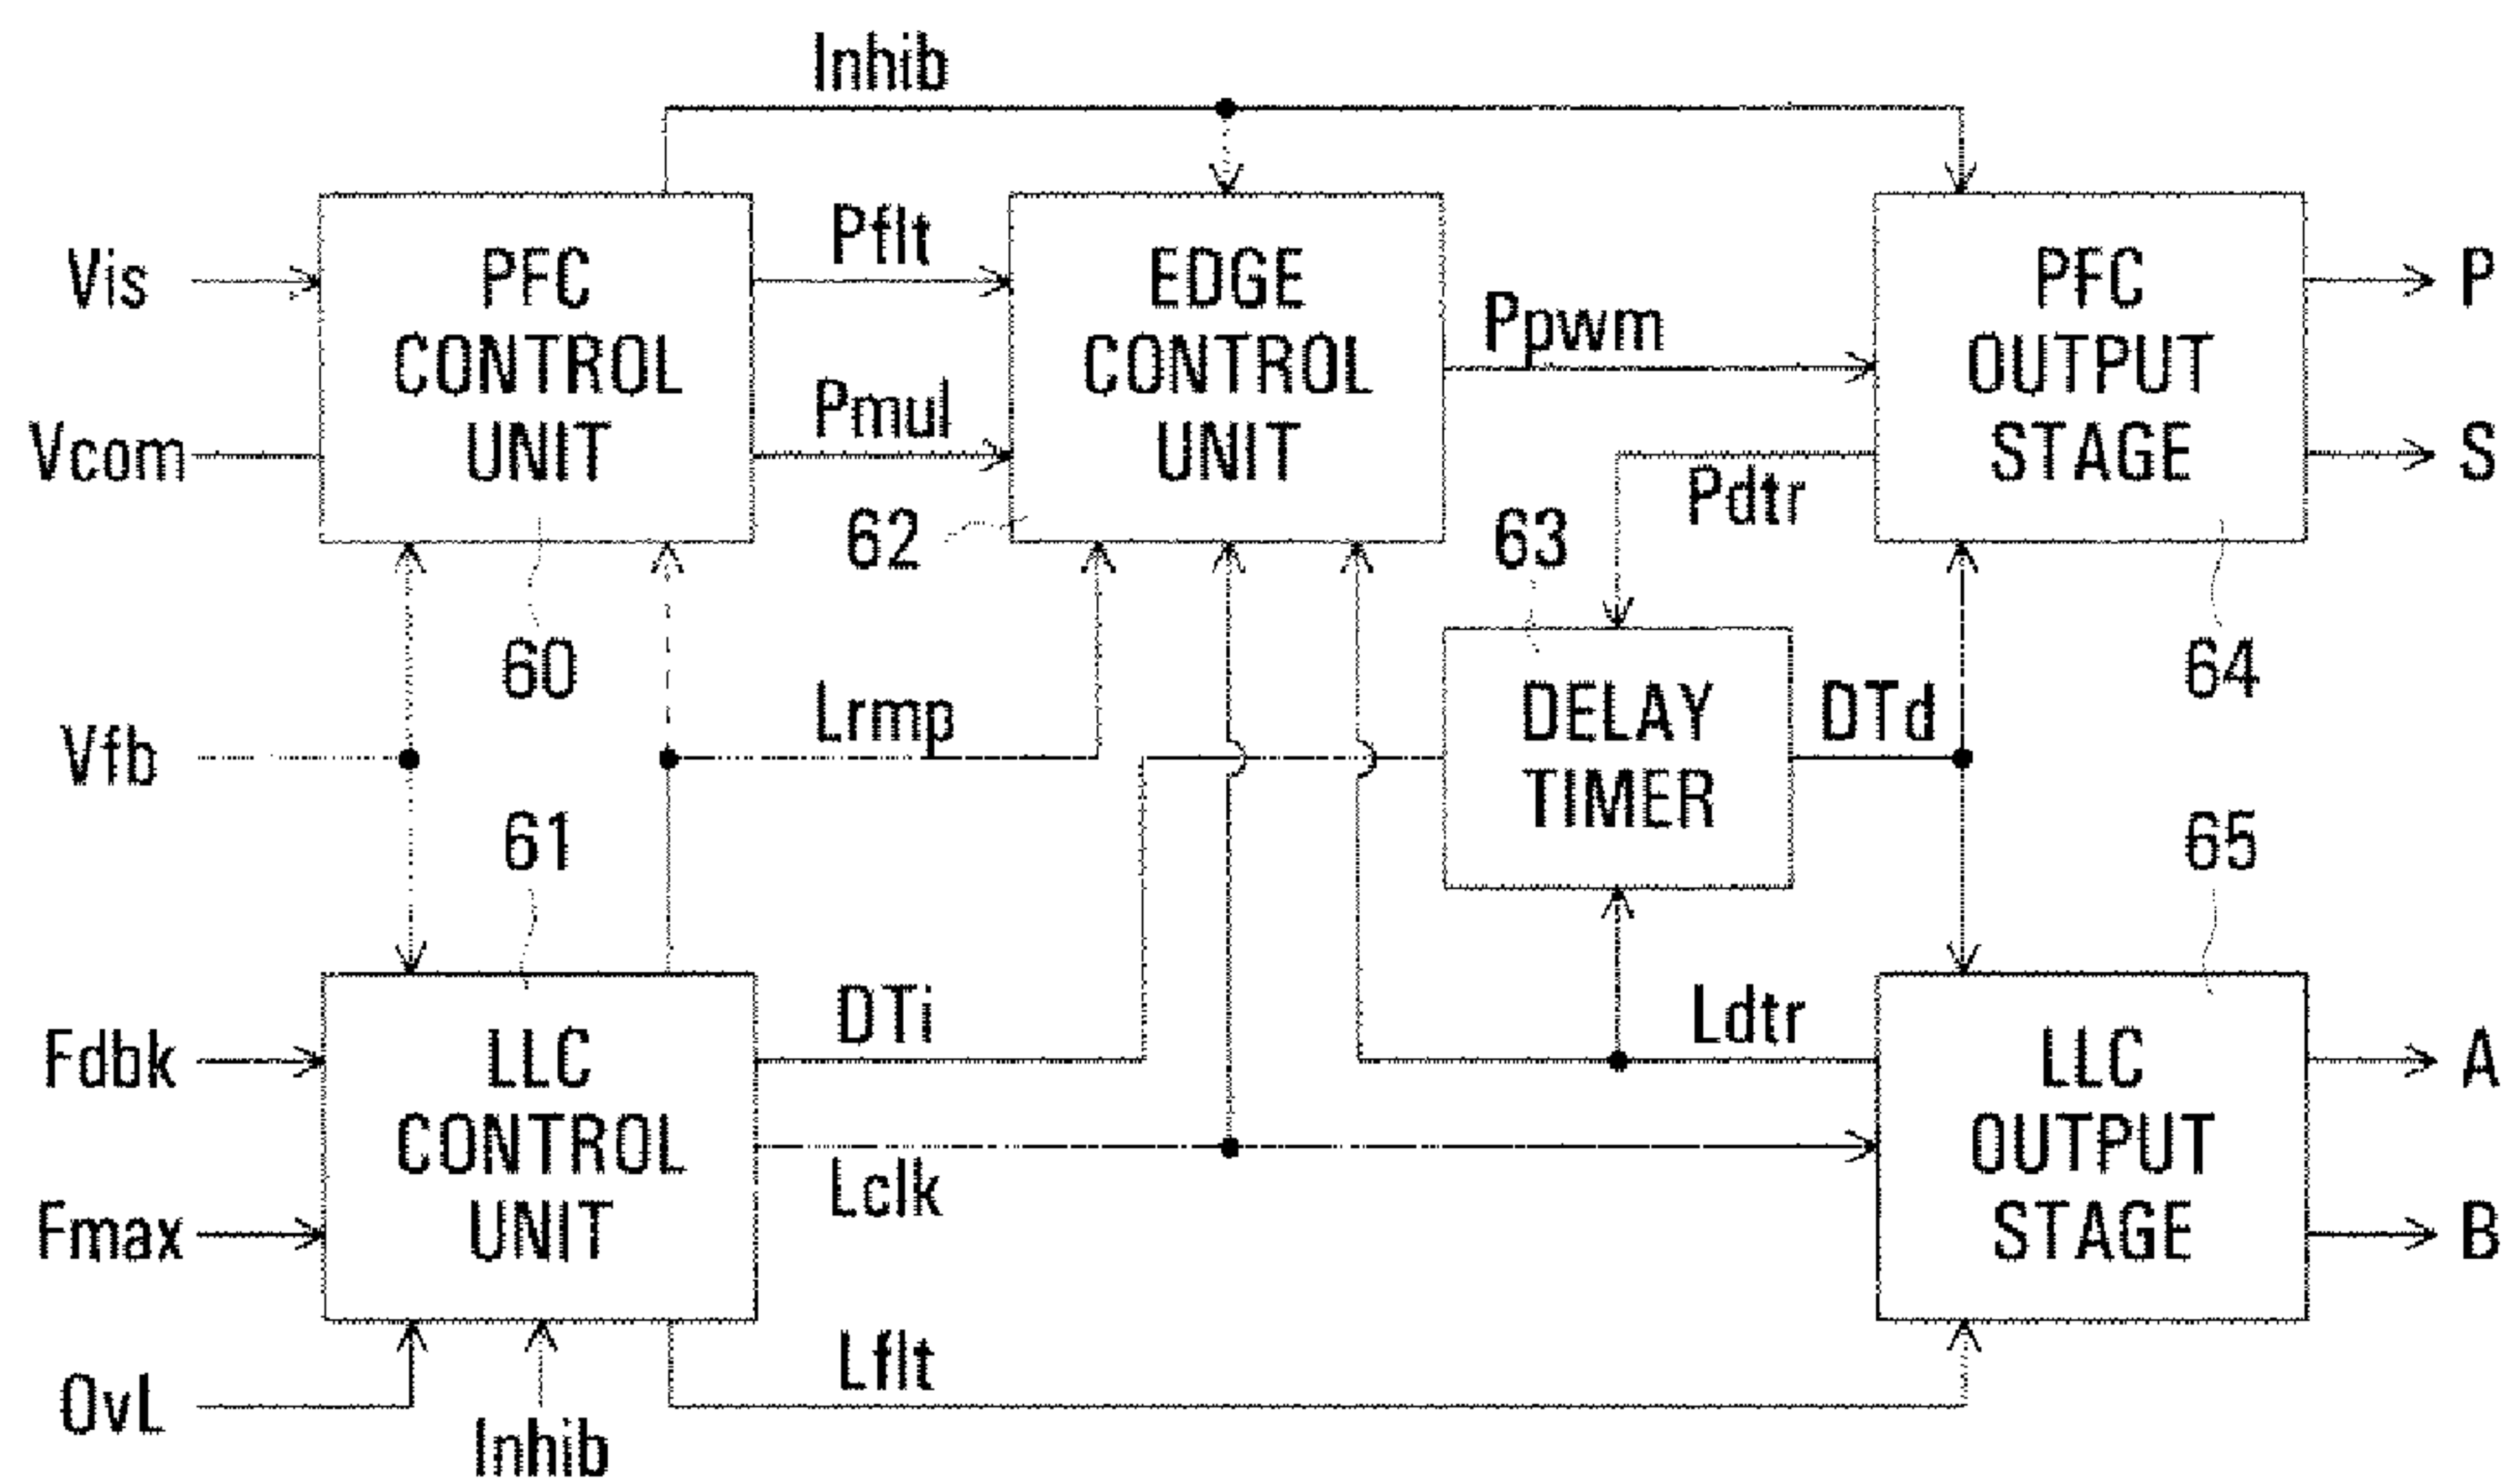 Inhib
Vis
Vcom
PFC
CONTROL
UNIT
Pflt
Pmul
EDGE
CONTROL
UNIT
Ppwm
PFC
OUTPUT
STAGE
P
S
Pdtr
62
63
60
64
Vfb
Lrmp
DELAY
TIMER
DTd
61
65
Fdbk
Fmax
LLC
CONTROL
UNIT
DTi
Lclk
Ldtr
LLC
OUTPUT
STAGE
A
B
OvL
Inhib
Lflt